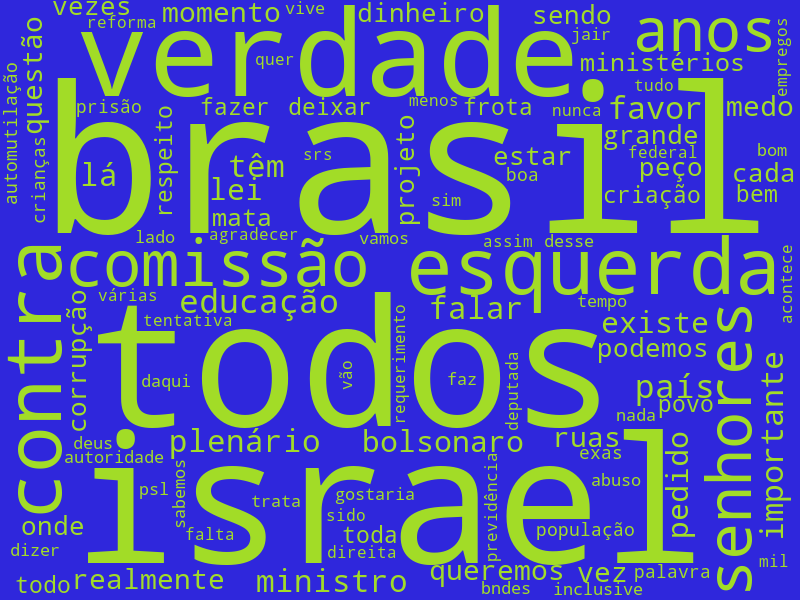 vezes
momento
vive
dinheiro
sendo
anos
reforma
questão
verdade
quer
jair
ministérios
empregos
automutilação
prisão
fazer
deixar
menos
frota
nunca
tudo
favor
medo
crianças
brasil
respeito
srs
projeto
estar
grande
federal
bom
lá
têm
boa
peço
cada
lei
sim
criação
bem
mata
lado
agradecer
vamos
assim
desse
contra
comissão
esquerda
acontece
várias
educação
falar
tempo
corrupção
tentativa
requerimento
existe
senhores
podemos
todos
daqui
vão
faz
deputada
país
povo
nada
importante
deus
plenário
bolsonaro
ruas
autoridade
exas
pedido
israel
psl
sabemos
gostaria
previdência
abuso
trata
sido
onde
falta
toda
população
dizer
direita
todo
realmente
ministro
queremos
vez
palavra
mil
bndes
inclusive